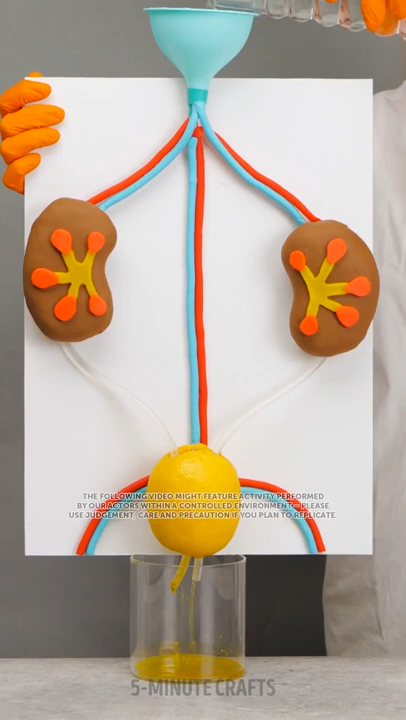 THE FOLLOWING VIDEO MIGHT FEATURE ACTIVITY PERFORMED
BY OUR ACTORS WITHIN A CONTROLLED ENVIRONMENT - PLEASE
USE JUDGEMENT, CARE AND PRECAUTION IF YOU PLAN TO REPLICATE.
5-MINUTE CRAFTS